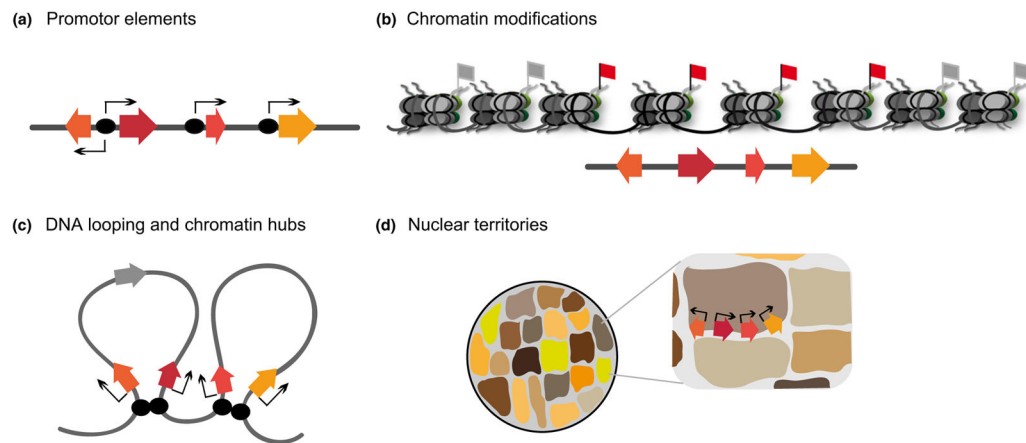 (a) Promotor elements
(b) Chromatin modifications
(c) DNA looping and chromatin hubs
(d) Nuclear territories